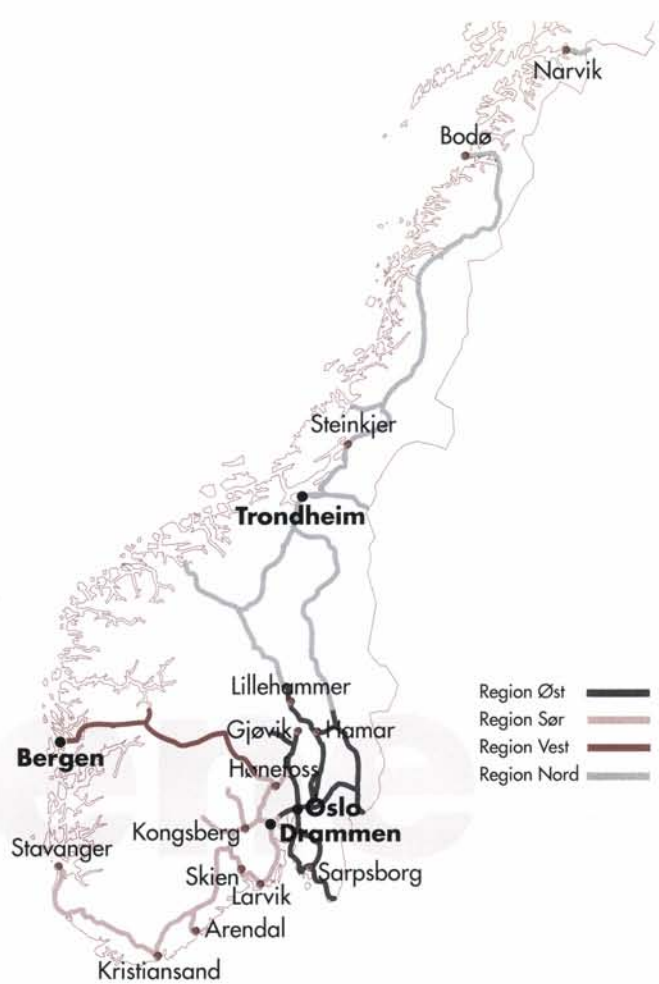 Narvik
Bodø
Steinkjer
Trondheim
Lillehammer
Gjøvik
Hamar
Bergen
Hønefoss
Oslo
Drammen
Kongsberg
Stavanger
Skien
Larvik
Sarpsborg
Arendal
Kristiansand
Region Øst
Region Sør
Region Vest
Region Nord